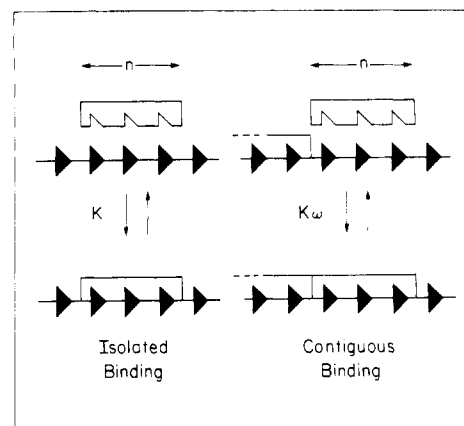 n
n
K
Kω
Isolated
Binding
Contiguous
Binding